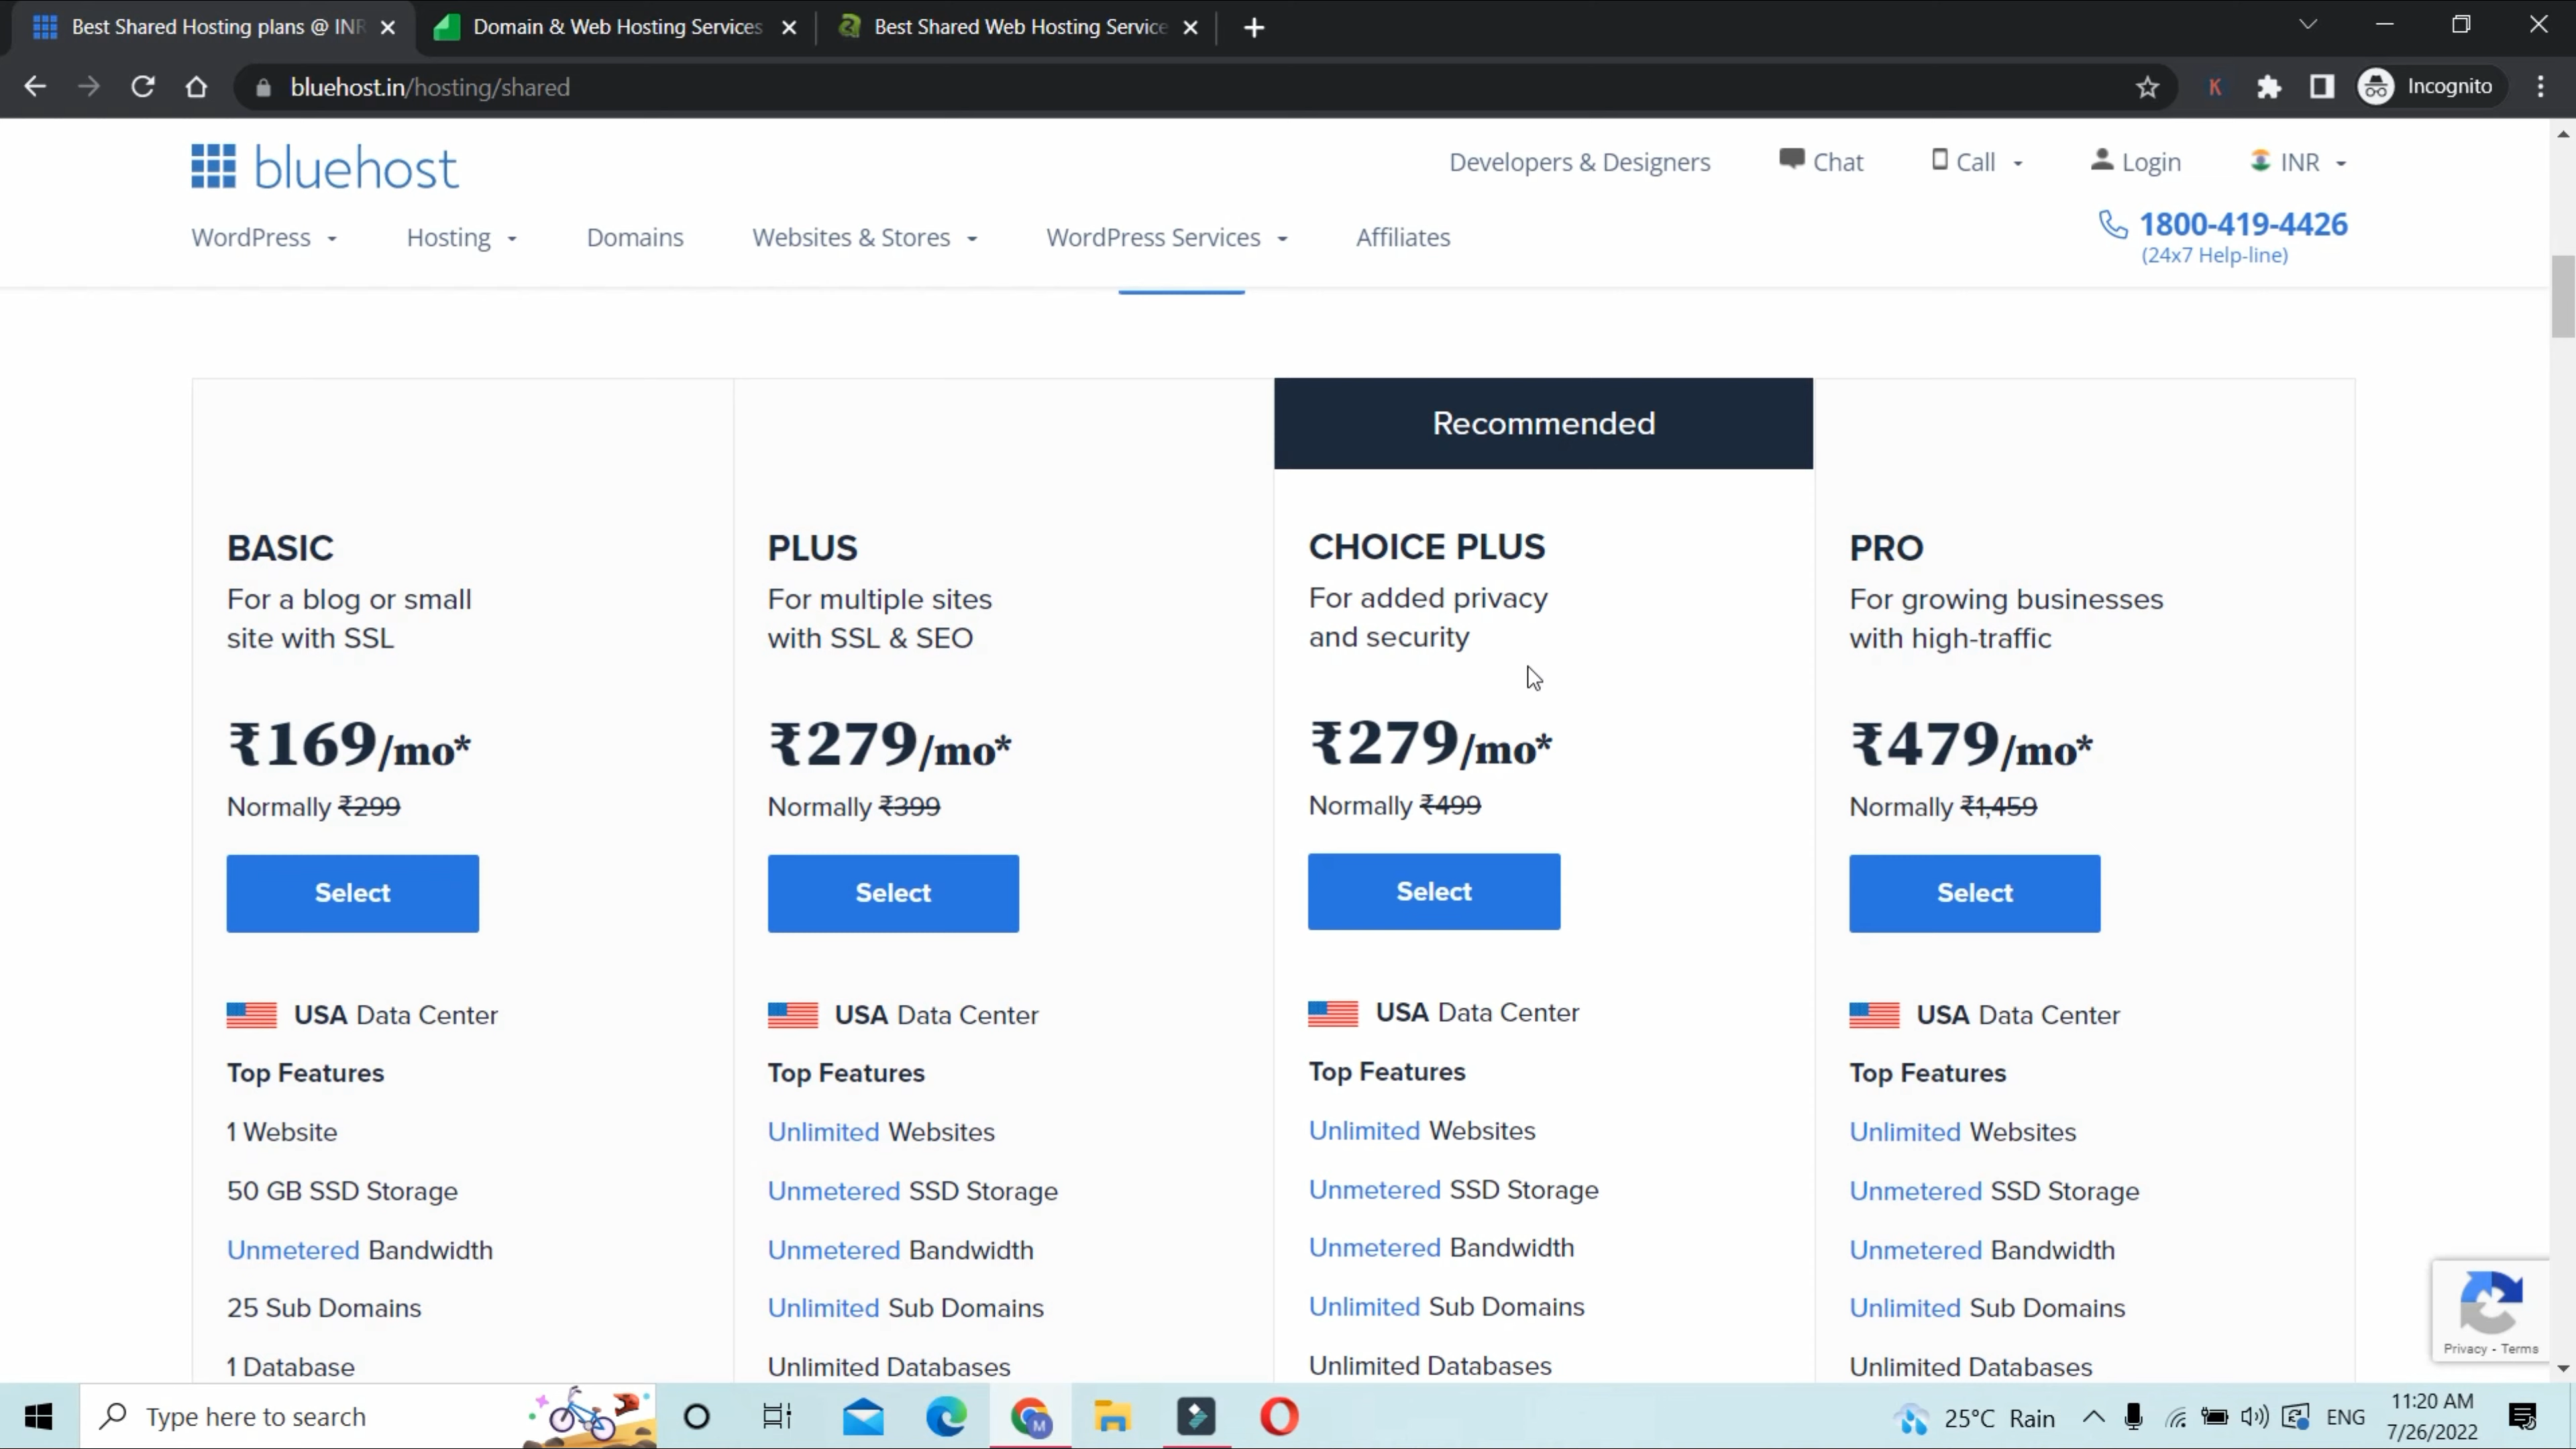 Best Shared Hosting plans @ INR
Domain & Web Hosting Services
Best Shared Web Hosting Service
bluehost.in/hosting/shared
K
Incognito
bluehost
Developers & Designers
Chat
Call
Login
INR
WordPress
Hosting
Domains
Websites & Stores
WordPress Services
Affiliates
1800-419-4426
(24x7 Help-line)
Recommended
BASIC
For a blog or small
site with SSL
₹169/mo*
Normally ₹299
Select
USA Data Center
Top Features
1 Website
50 GB SSD Storage
Unmetered Bandwidth
25 Sub Domains
1 Database
PLUS
For multiple sites
with SSL & SEO
₹279/mo*
Normally ₹399
Select
USA Data Center
Top Features
Unlimited Websites
Unmetered SSD Storage
Unmetered Bandwidth
Unlimited Sub Domains
Unlimited Databases
CHOICE PLUS
For added privacy
and security
₹279/mo*
Normally ₹499
Select
USA Data Center
Top Features
Unlimited Websites
Unmetered SSD Storage
Unmetered Bandwidth
Unlimited Sub Domains
Unlimited Databases
PRO
For growing businesses
with high-traffic
₹479/mo*
Normally ₹1,459
Select
USA Data Center
Top Features
Unlimited Websites
Unmetered SSD Storage
Unmetered Bandwidth
Unlimited Sub Domains
Unlimited Databases
Privacy - Terms
Type here to search
M
25°C Rain
ENG
11:20 AM
7/26/2022